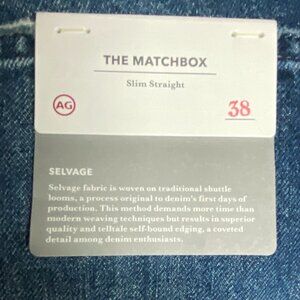 THE MATCHBOX
Slim Straight
AG
38
SELVAGE
Selvage fabric is woven on traditional shuttle
looms, a process original to denim's first days of
production. This method demands more time than
modern weaving techniques but results in superior
quality and telltale self-bound edging, a coveted
detail among denim enthusiasts.